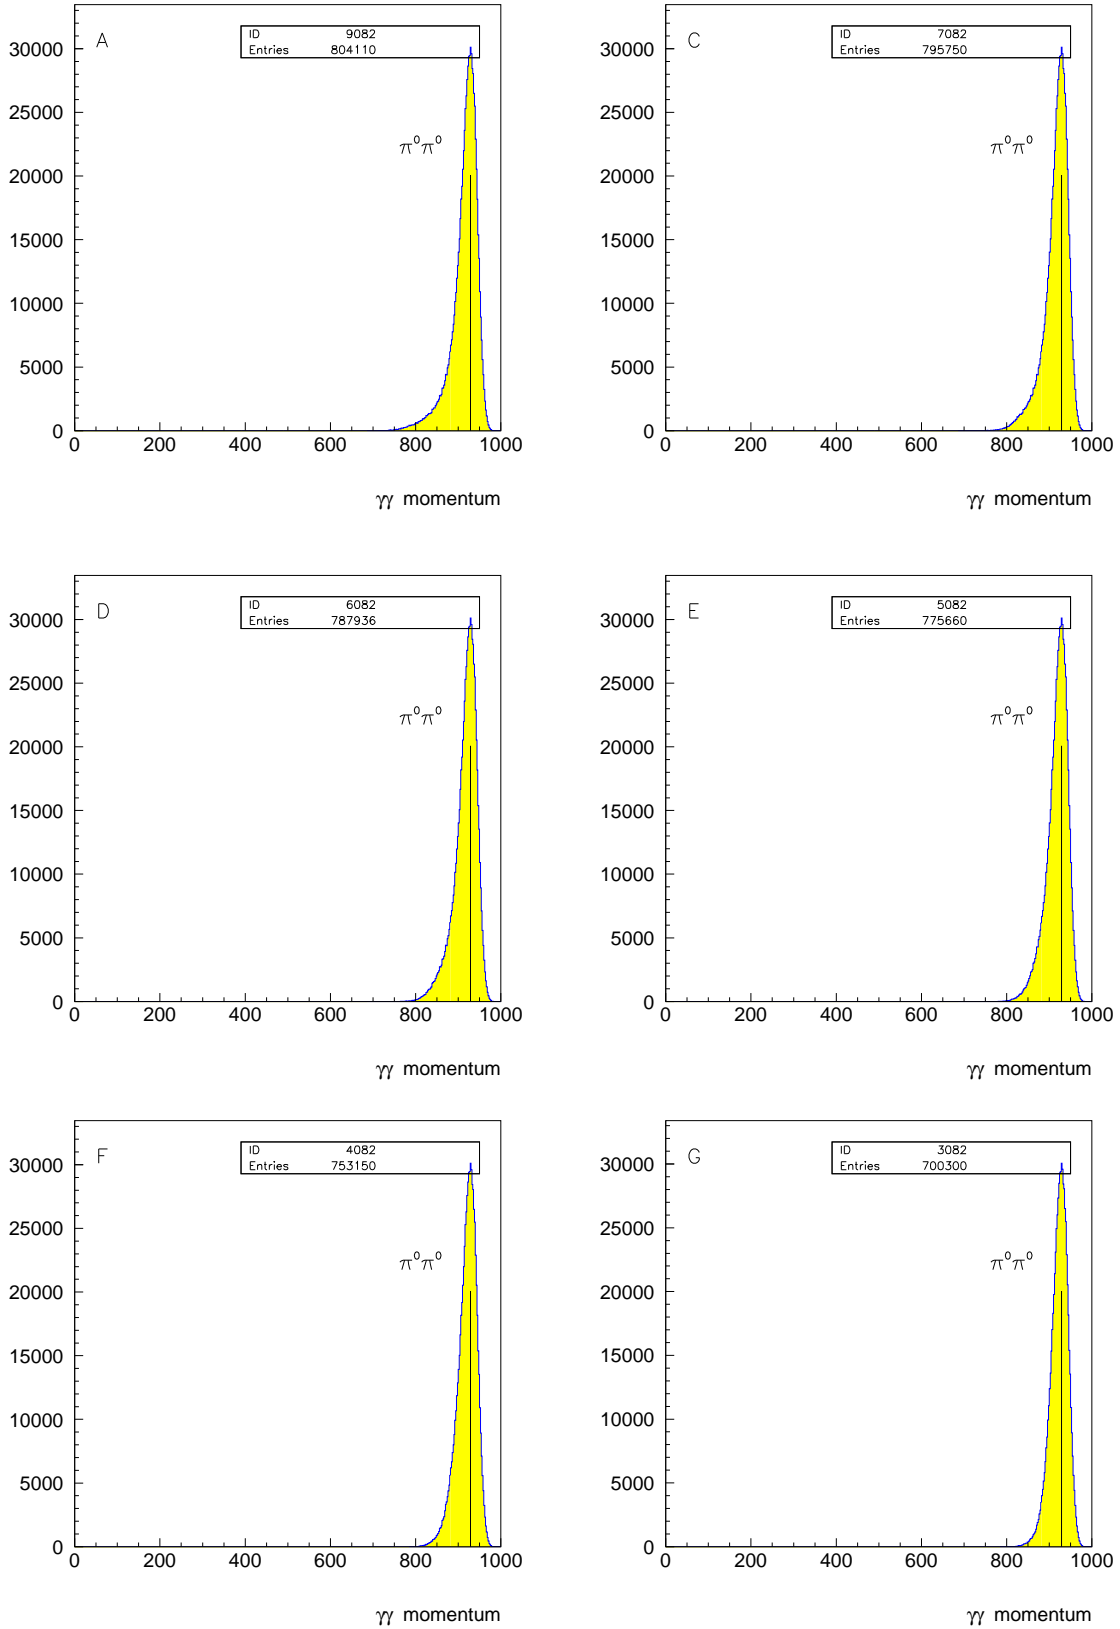 A
ID 9082
Entries 804110
π⁰π⁰
30000
25000
20000
15000
10000
5000
0
0 200 400 600 800 1000
γγ momentum
C
ID 7082
Entries 795750
π⁰π⁰
30000
25000
20000
15000
10000
5000
0
0 200 400 600 800 1000
γγ momentum
D
ID 6082
Entries 787936
π⁰π⁰
30000
25000
20000
15000
10000
5000
0
0 200 400 600 800 1000
γγ momentum
E
ID 5082
Entries 775660
π⁰π⁰
30000
25000
20000
15000
10000
5000
0
0 200 400 600 800 1000
γγ momentum
F
ID 4082
Entries 753150
π⁰π⁰
30000
25000
20000
15000
10000
5000
0
0 200 400 600 800 1000
γγ momentum
G
ID 3082
Entries 700300
π⁰π⁰
30000
25000
20000
15000
10000
5000
0
0 200 400 600 800 1000
γγ momentum